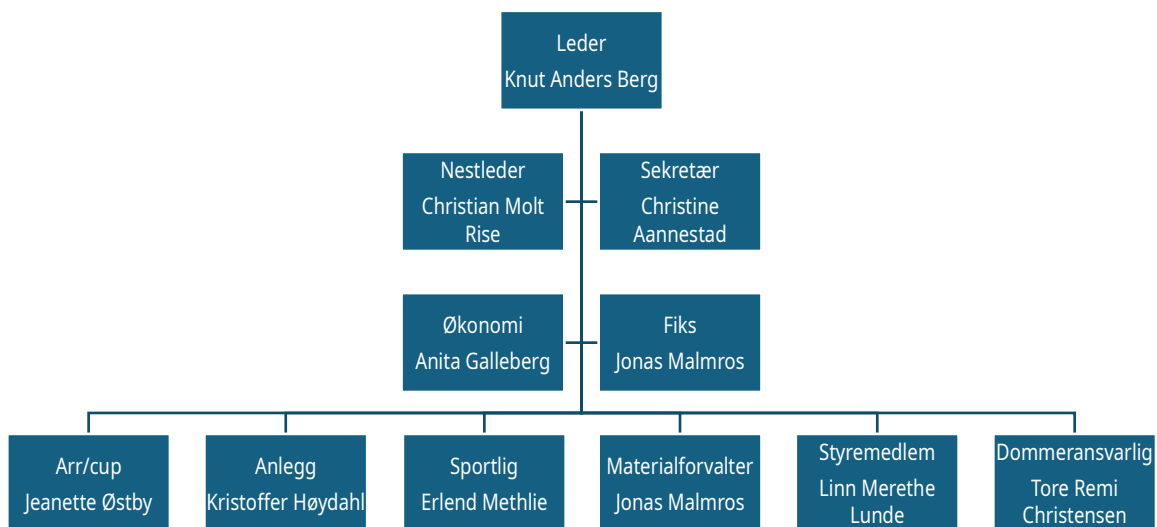 Leder
Knut Anders Berg
Nestleder
Christian Molt
Rise
Sekretær
Christine
Aannestad
Økonomi
Anita Galleberg
Fiks
Jonas Malmros
Arr/cup
Jeanette Østby
Anlegg
Kristoffer Høydahl
Sportlig
Erlend Methlie
Materialforvalter
Jonas Malmros
Styremedlem
Linn Merethe
Lunde
Dommeransvarlig
Tore Remi
Christensen